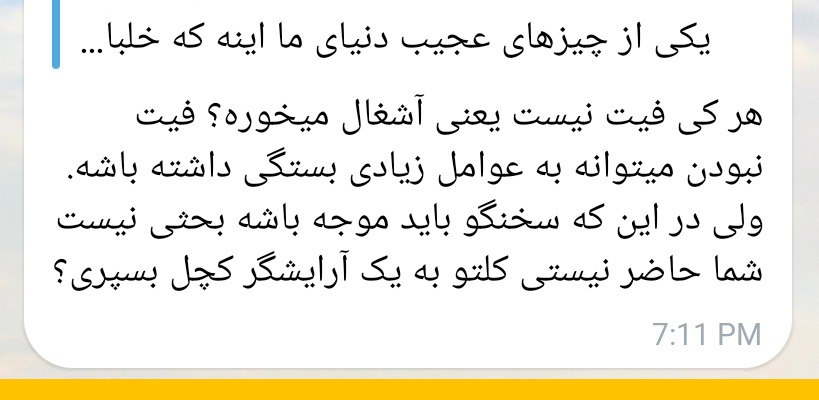 یکی از چیزهای عجیب دنیای ما اینه که خلبا...
هر کی فیت نیست یعنی آشغال میخوره؟ فیت
نبودن میتوانه به عوامل زیادی بستگی داشته باشه.
ولی در این که سخنگو باید موجه باشه بحثی نیست
شما حاضر نیستی کلتو به یک آرایشگر کچل بسپری؟
7:11 PM